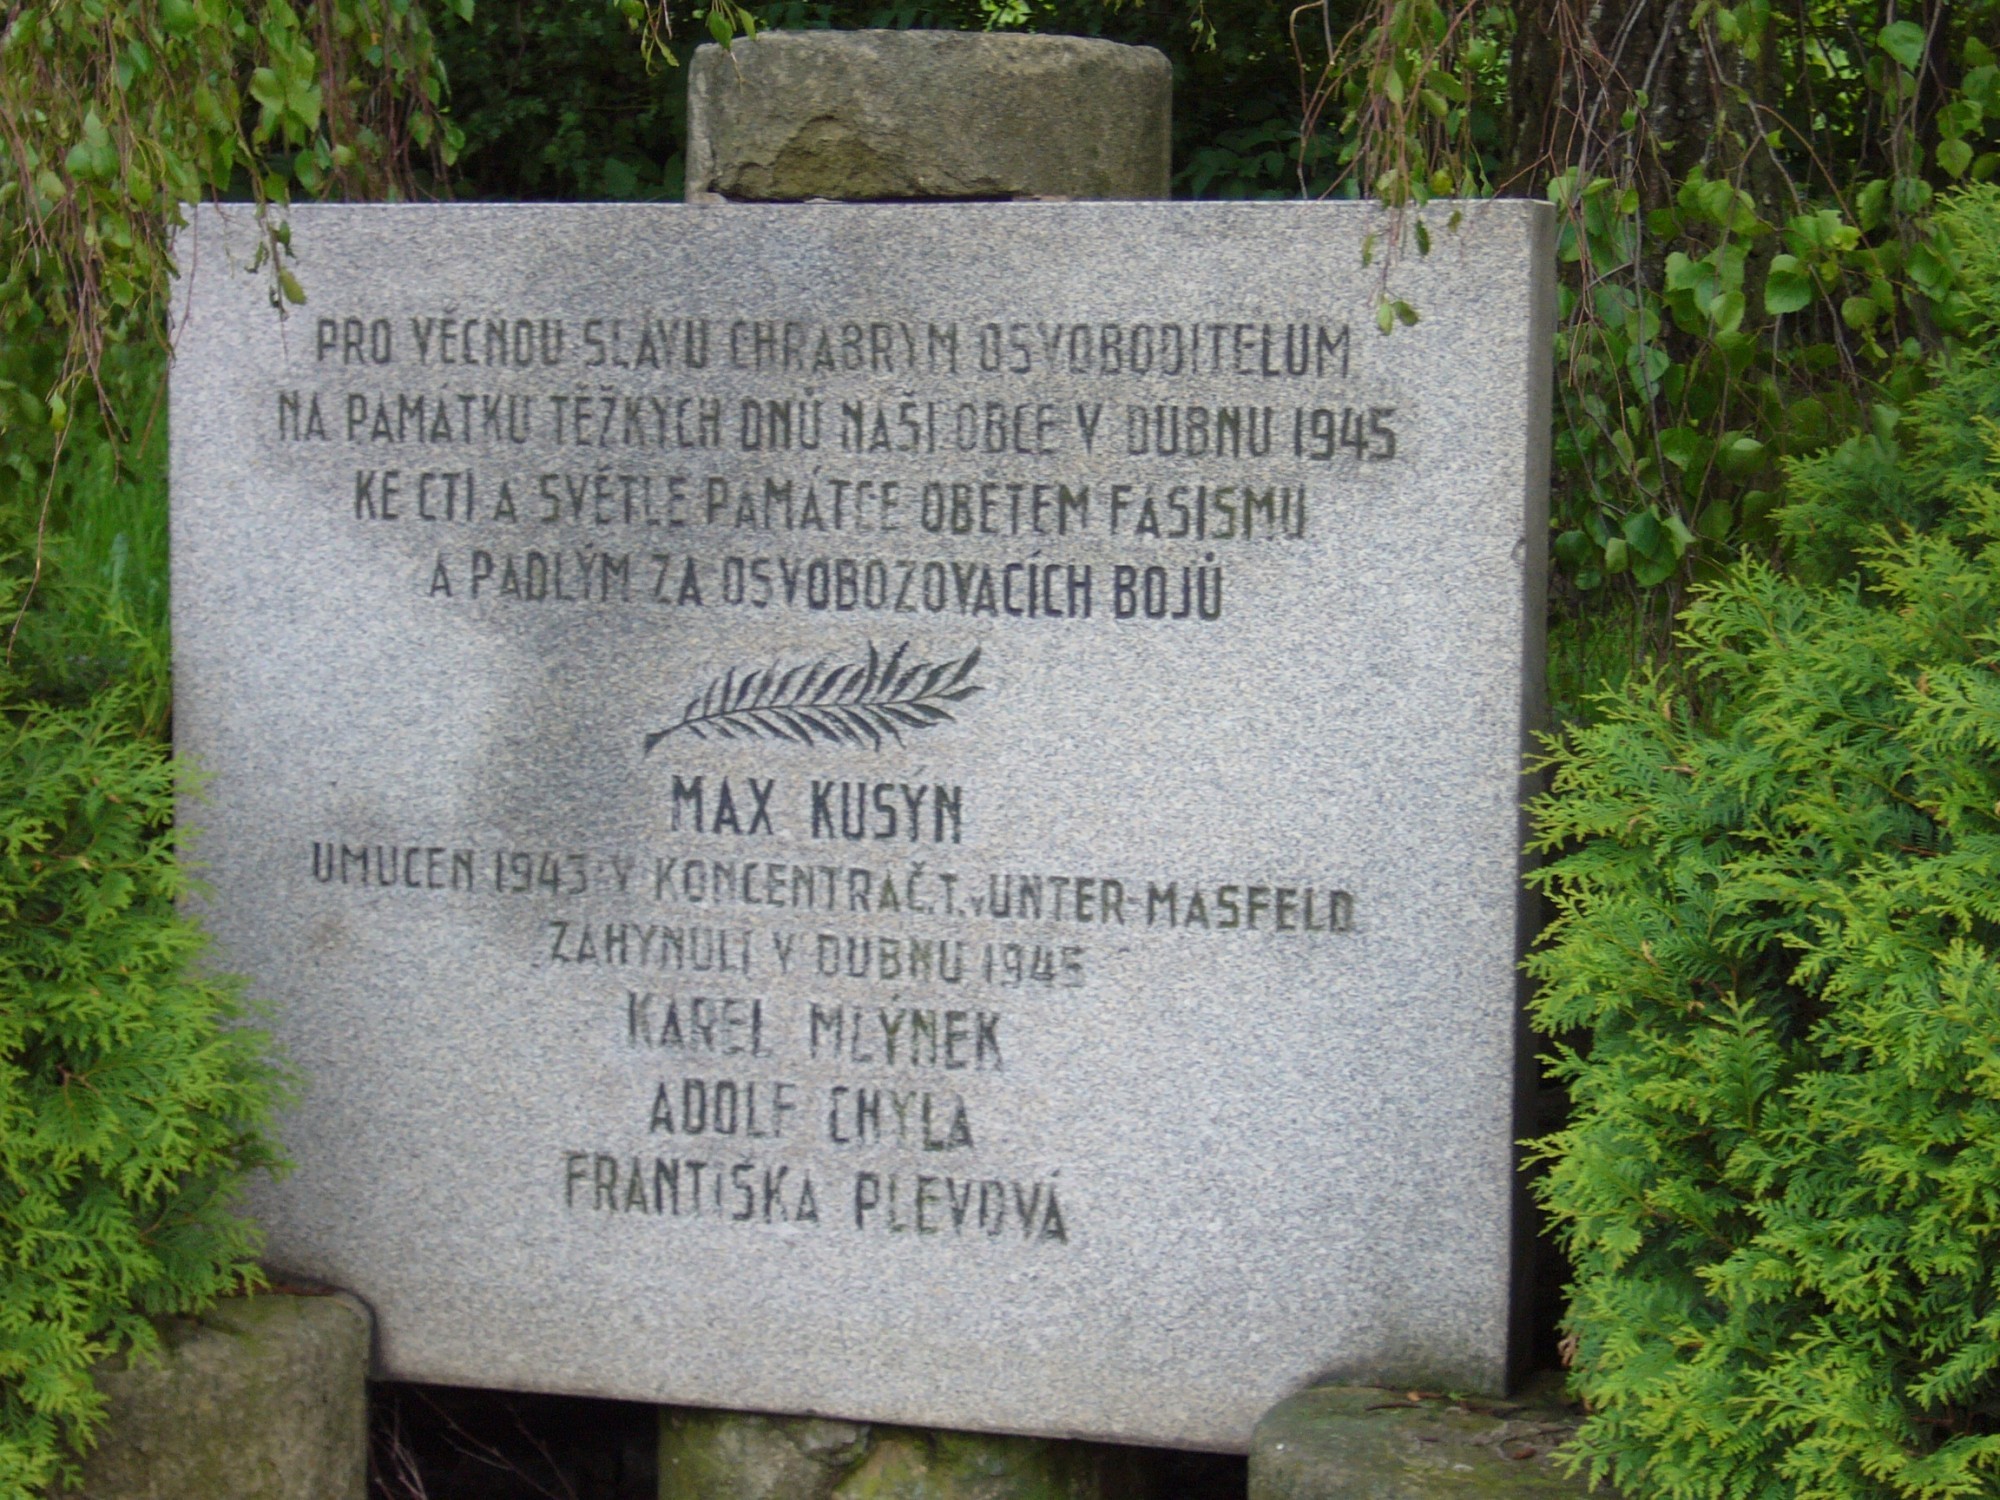 PRO VĚČNOU SLÁVU CHRABRÝM OSVOBODITELUM
NA PAMÁTKU TĚŽKÝCH DNŮ NAŠÍ OBCE V DUBNU 1945
KE CTI A SVĚTLÉ PAMÁTCE OBĚTEM FAŠISMU
A PADLÝM ZA OSVOBOZOVACÍCH BOJŮ
MAX KUSÝN
UMUČEN 1943 V KONCENTRAČ.T. v UNTER-MASFELD
ZAHYNULI V DUBNU 1945
KAREL MLÝNEK
ADOLF CHYLA
FRANTIŠKA PLEVOVÁ